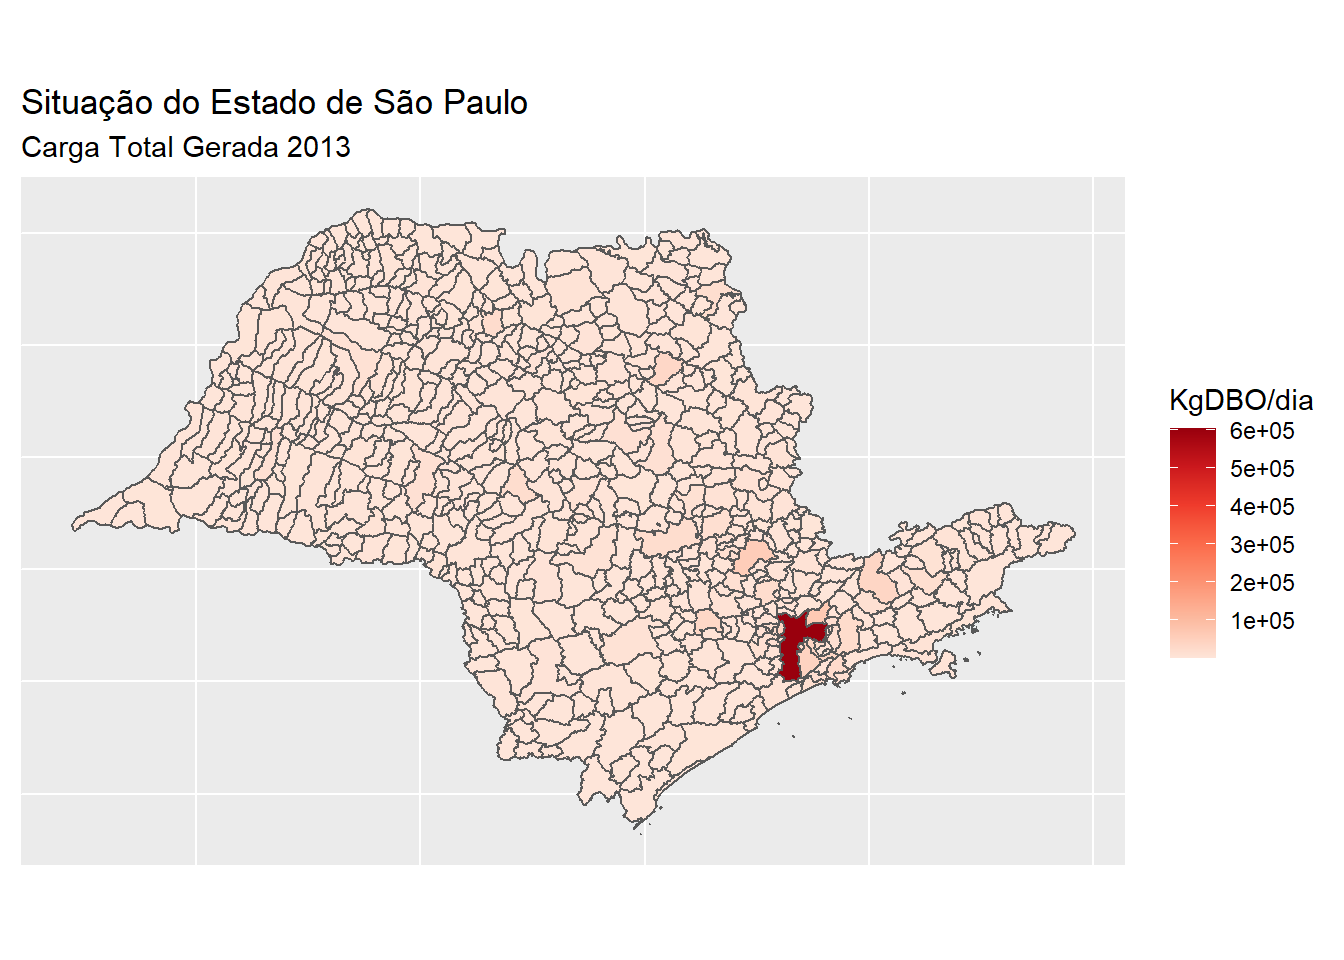 Situação do Estado de São Paulo
Carga Total Gerada 2013
KgDBO/dia
6e+05
5e+05
4e+05
3e+05
2e+05
1e+05